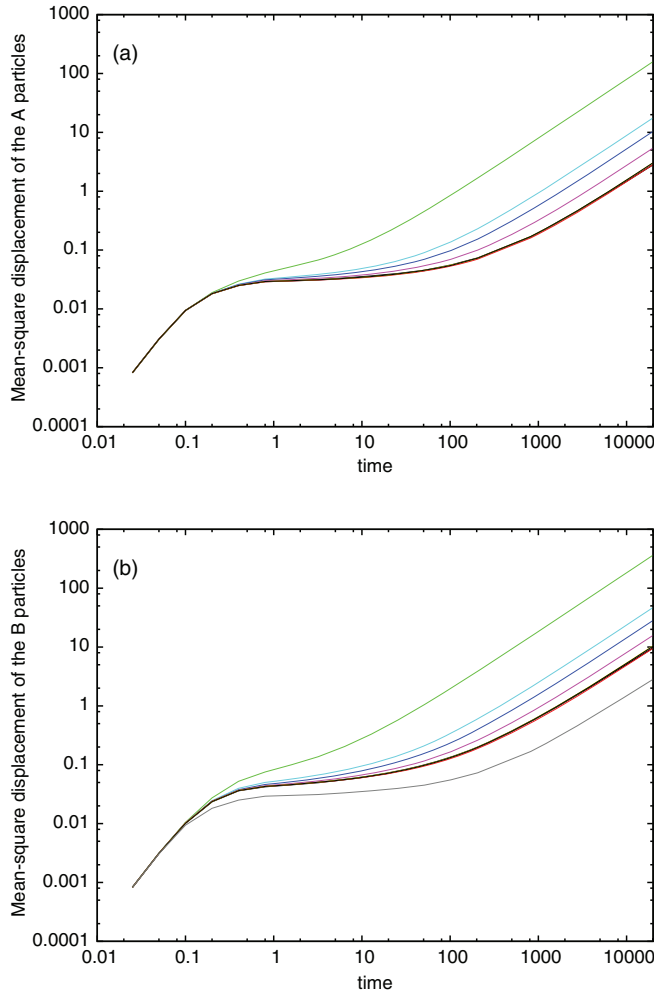 1000
100
10
1
0.1
0.01
0.001
0.0001
Mean-square displacement of the A particles
(a)
0.01 0.1 1 10 100 1000 10000
time
1000
100
10
1
0.1
0.01
0.001
0.0001
Mean-square displacement of the B particles
(b)
0.01 0.1 1 10 100 1000 10000
time